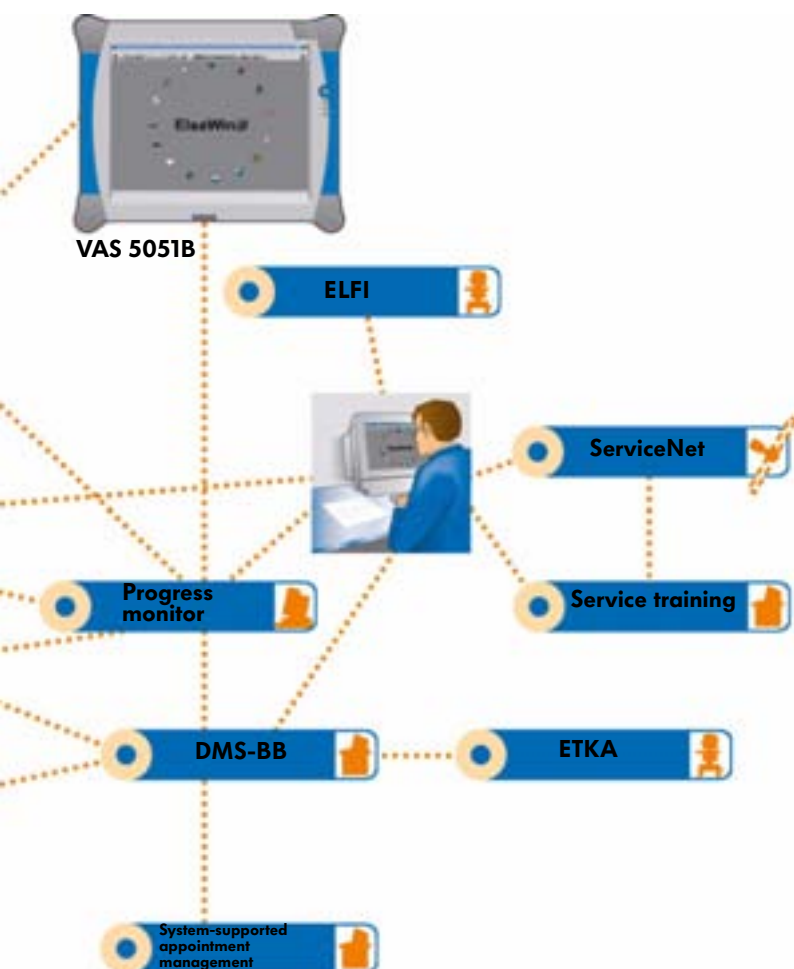 ElsaWin
VAS 5051B
ELFI
ServiceNet
Progress
monitor
Service training
DMS-BB
ETKA
System-supported
appointment
management